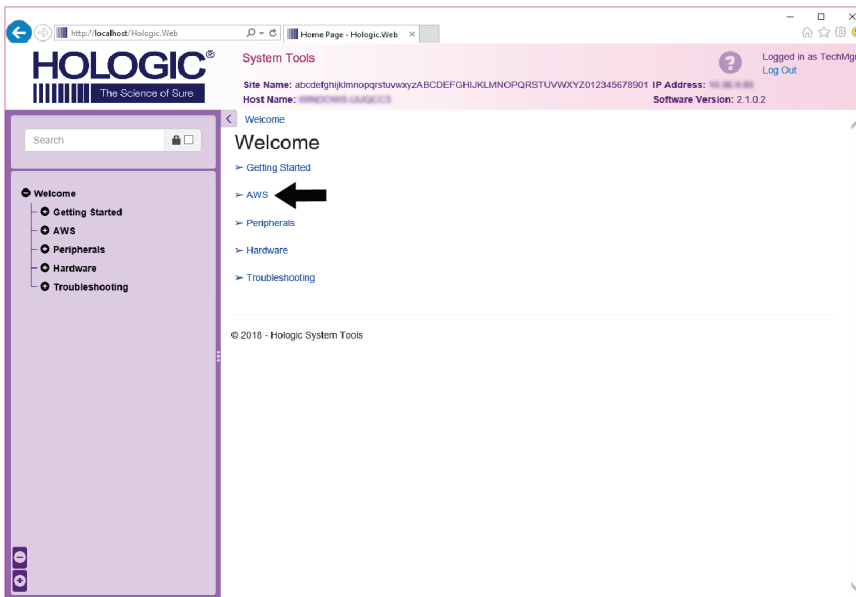 http://localhost/Hologic.Web
Home Page - Hologic.Web
HOLOGIC®
The Science of Sure
System Tools
Logged in as TechMgr
Log Out
Site Name: abcdefghijklmnopqrstuvwxyzABCDEFGHIJKLMNOPQRSTUVWXYZ012345678901 IP Address:
Host Name:
Software Version: 2.1.0.2
Search
Welcome
Getting Started
AWS
Peripherals
Hardware
Troubleshooting
Welcome
Welcome
Getting Started
AWS
Peripherals
Hardware
Troubleshooting
© 2018 - Hologic System Tools